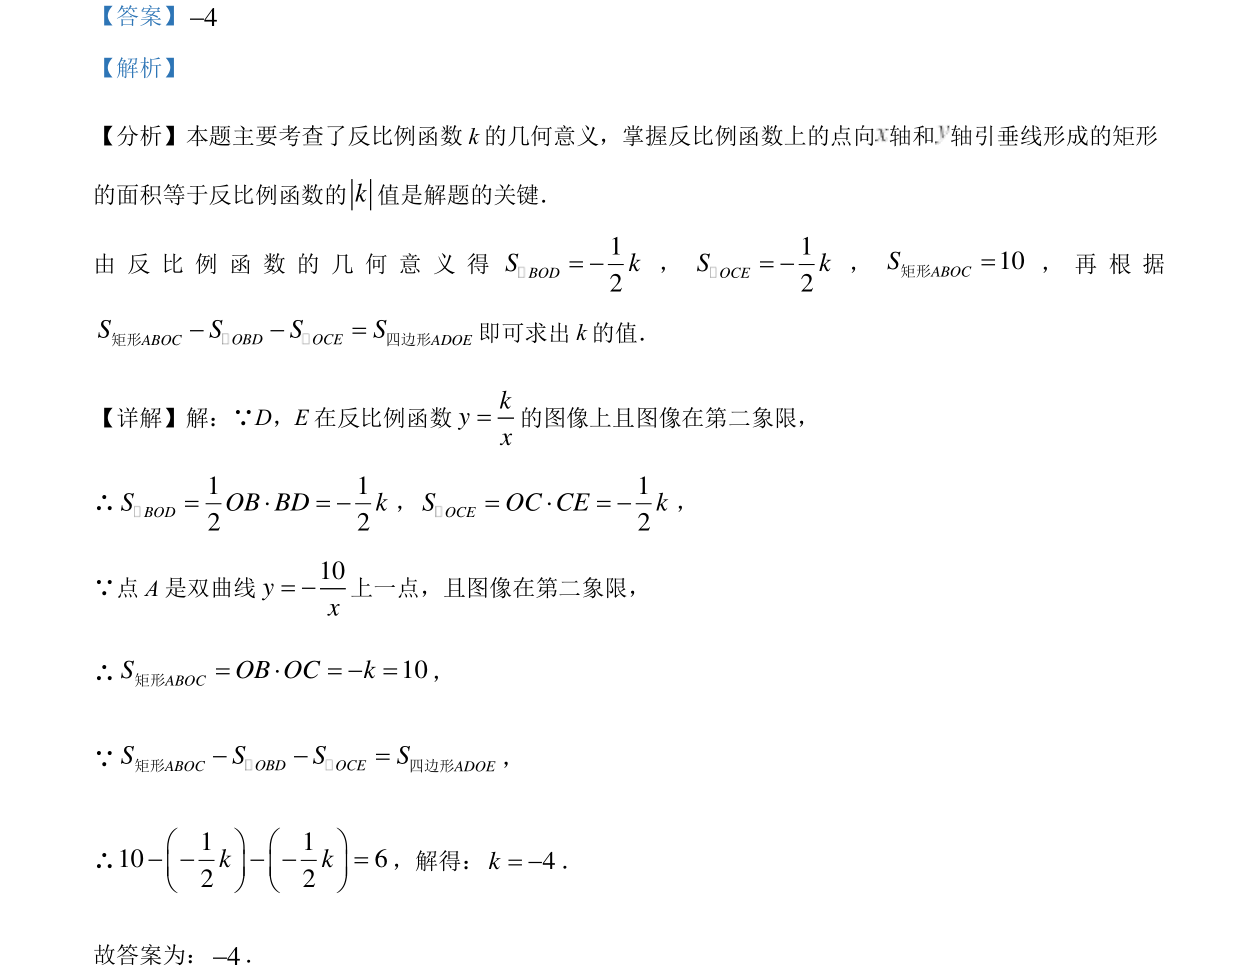 【答案】–4
【解析】
【分析】本题主要考查了反比例函数 k 的几何意义，掌握反比例函数上的点向x轴和y轴引垂线形成的矩形
的面积等于反比例函数的|k|值是解题的关键．
由反比例函数的几何意义得 S□BOD = −1/2 k ， S□OCE = −1/2 k ， S矩形ABOC = 10 ，再根据
S矩形ABOC − S□OBD − S□OCE = S四边形ADOE 即可求出 k 的值．
【详解】解：∵D，E 在反比例函数 y = k/x 的图像上且图像在第二象限，
∴ S□BOD = 1/2 OB · BD = −1/2 k ， S□OCE = OC · CE = −1/2 k ，
∵点 A 是双曲线 y = −10/x 上一点，且图像在第二象限，
∴ S矩形ABOC = OB · OC = −k = 10 ，
∵ S矩形ABOC − S□OBD − S□OCE = S四边形ADOE ，
∴ 10 − (−1/2 k) − (−1/2 k) = 6 ，解得： k = –4 ．
故答案为： –4 ．